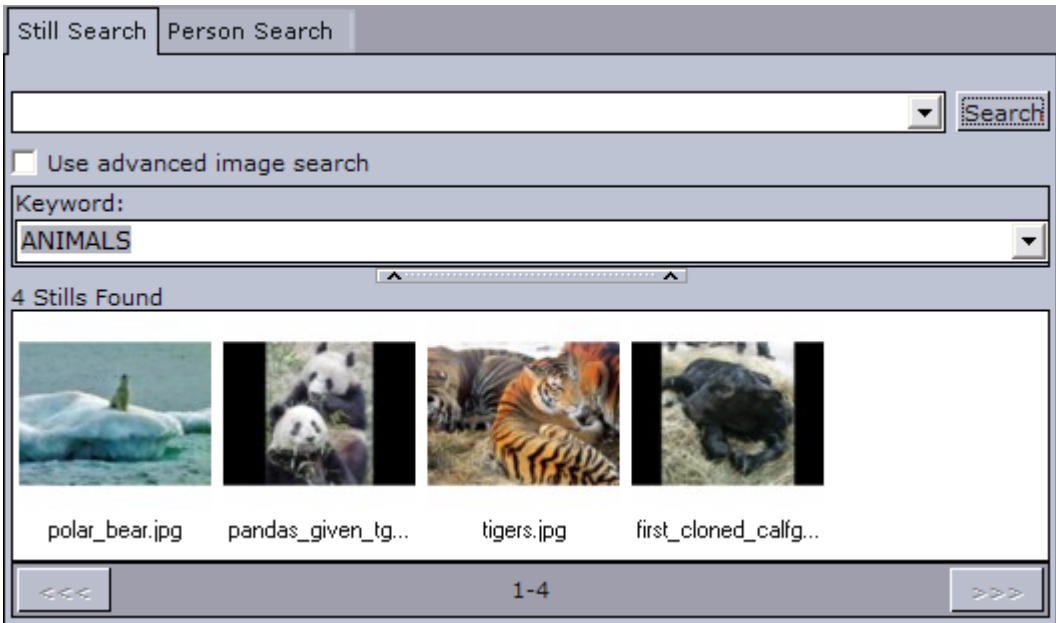 Still Search Person Search
Search
Use advanced image search
Keyword:
ANIMALS
4 Stills Found
polar_bear.jpg pandas_given_tg... tigers.jpg first_cloned_calfg...
<<< 1-4 >>>